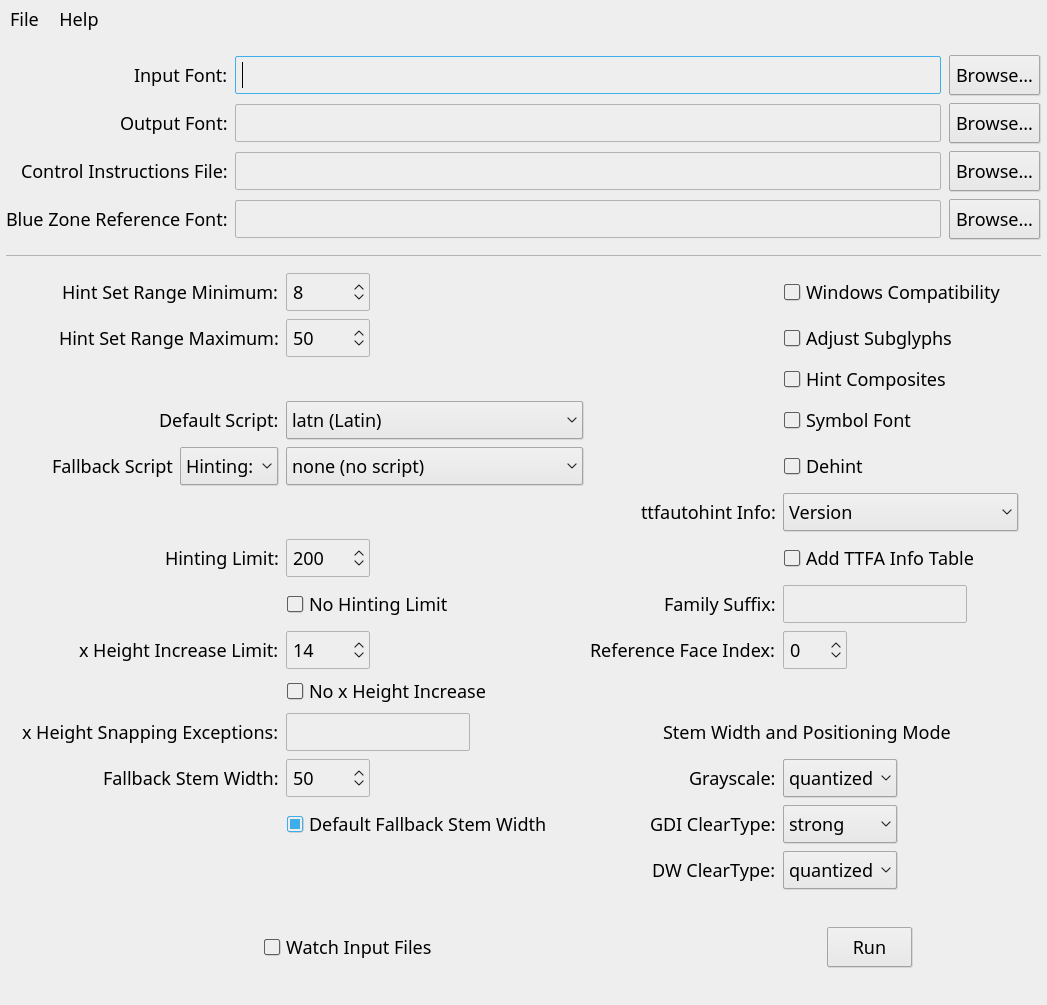 File Help
Input Font: Browse...
Output Font: Browse...
Control Instructions File: Browse...
Blue Zone Reference Font: Browse...
Hint Set Range Minimum: 8 Windows Compatibility
Hint Set Range Maximum: 50 Adjust Subglyphs
Hint Composites
Default Script: latn (Latin) Symbol Font
Fallback Script Hinting: none (no script) Dehint
ttfautohint Info: Version
Hinting Limit: 200 Add TTFA Info Table
No Hinting Limit Family Suffix:
x Height Increase Limit: 14 Reference Face Index: 0
No x Height Increase
x Height Snapping Exceptions: Stem Width and Positioning Mode
Fallback Stem Width: 50 Grayscale: quantized
Default Fallback Stem Width GDI ClearType: strong
DW ClearType: quantized
Watch Input Files Run